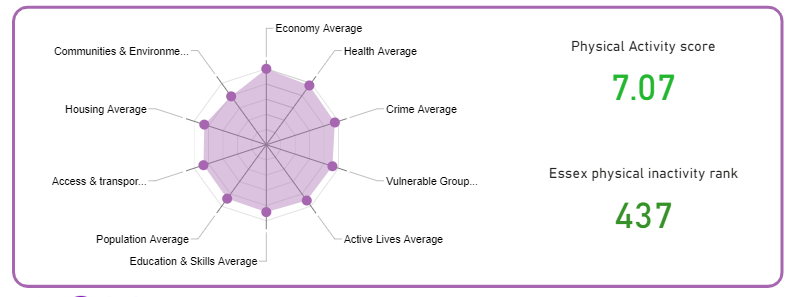 Economy Average
Health Average
Communities & Environme...
Physical Activity score
7.07
Housing Average
Crime Average
Access & transpor...
Vulnerable Group...
Essex physical inactivity rank
437
Population Average
Active Lives Average
Education & Skills Average